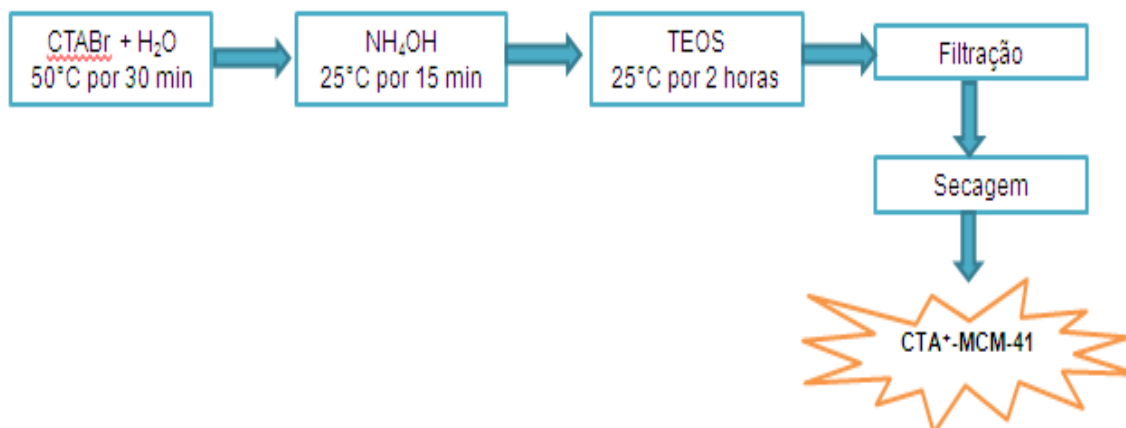 CTABr + H₂O
50°C por 30 min
NH₄OH
25°C por 15 min
TEOS
25°C por 2 horas
Filtração
Secagem
CTA⁺-MCM-41